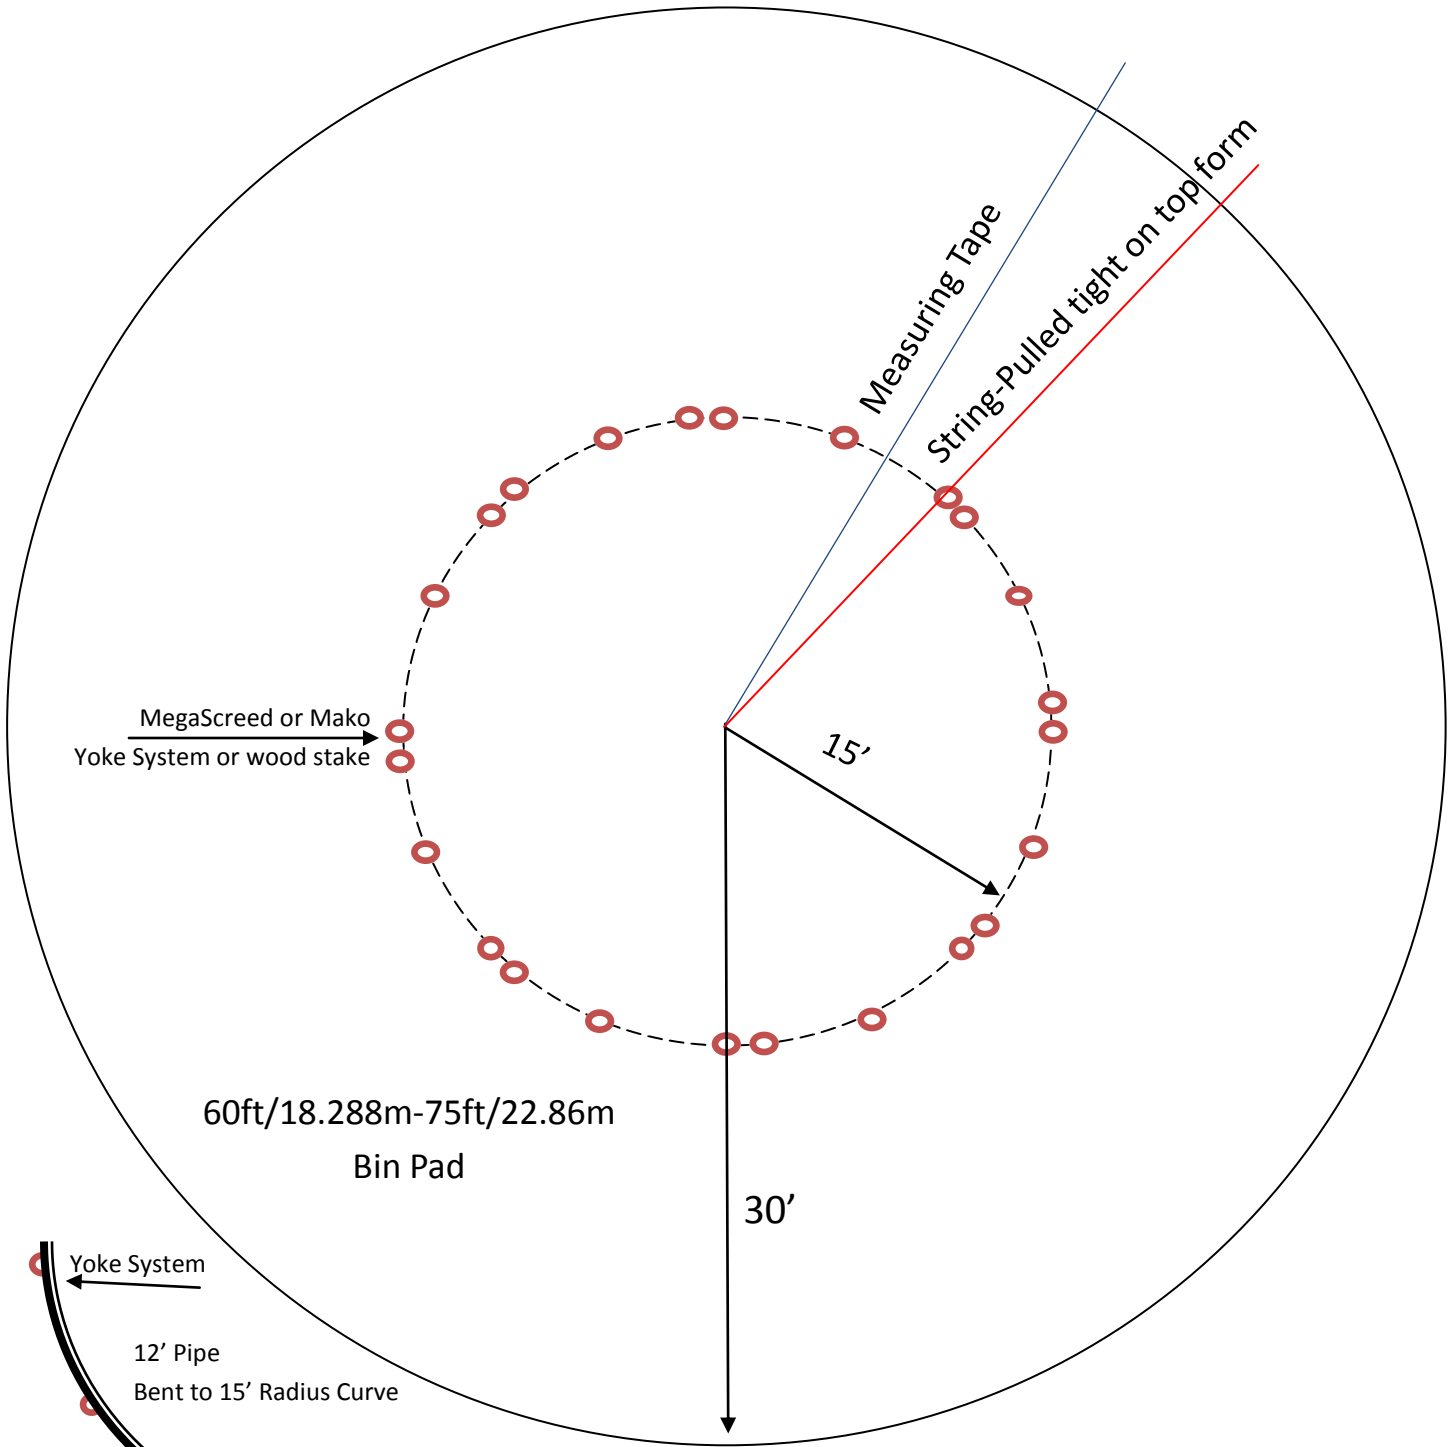 Measuring Tape
String-Pulled tight on top form
MegaScreed or Mako
Yoke System or wood stake
15’
60ft/18.288m-75ft/22.86m
Bin Pad
30’
Yoke System
12’ Pipe
Bent to 15’ Radius Curve